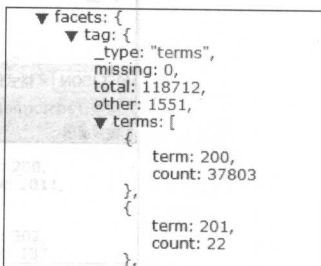 ▼ facets: {
▼ tag: {
_type: "terms",
missing: 0,
total: 118712,
other: 1551,
▼ terms: [
{
term: 200,
count: 37803
},
{
term: 201,
count: 22
},